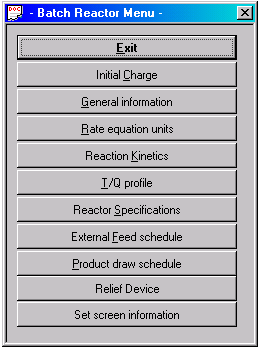 DOC
- Batch Reactor Menu -
Exit
Initial Charge
General information
Rate equation units
Reaction Kinetics
T/Q profile
Reactor Specifications
External Feed schedule
Product draw schedule
Relief Device
Set screen information